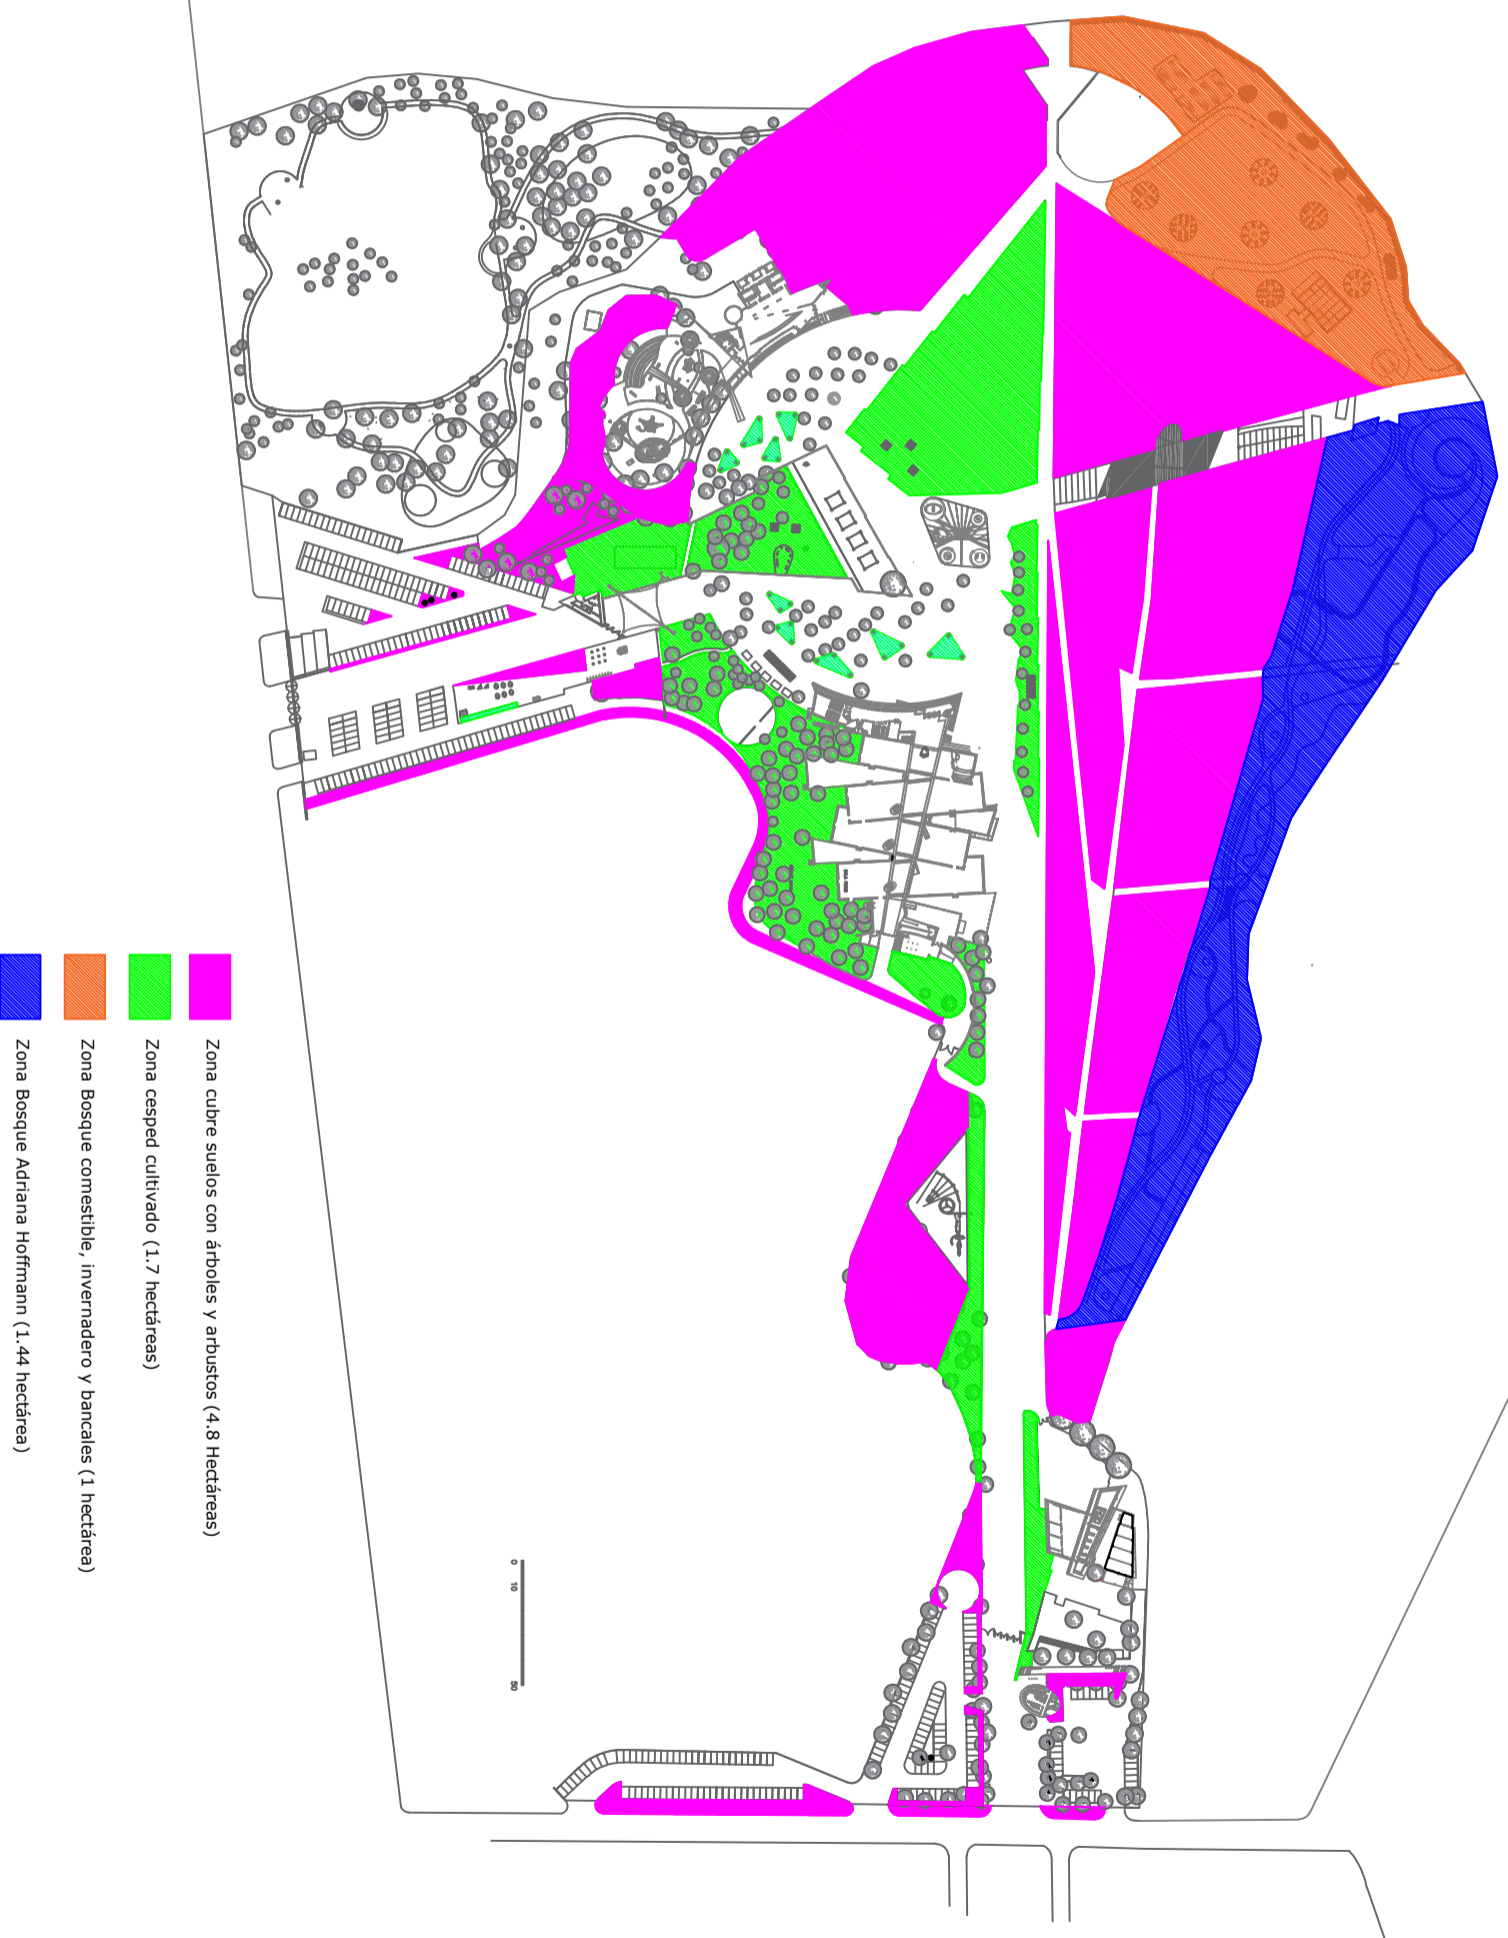 Zona cubre suelos con árboles y arbustos (4.8 Hectáreas)
Zona cesped cultivado (1.7 hectáreas)
Zona Bosque comestible, invernadero y bancales (1 hectárea)
Zona Bosque Adriana Hoffmann (1.44 hectárea)
0 10 50